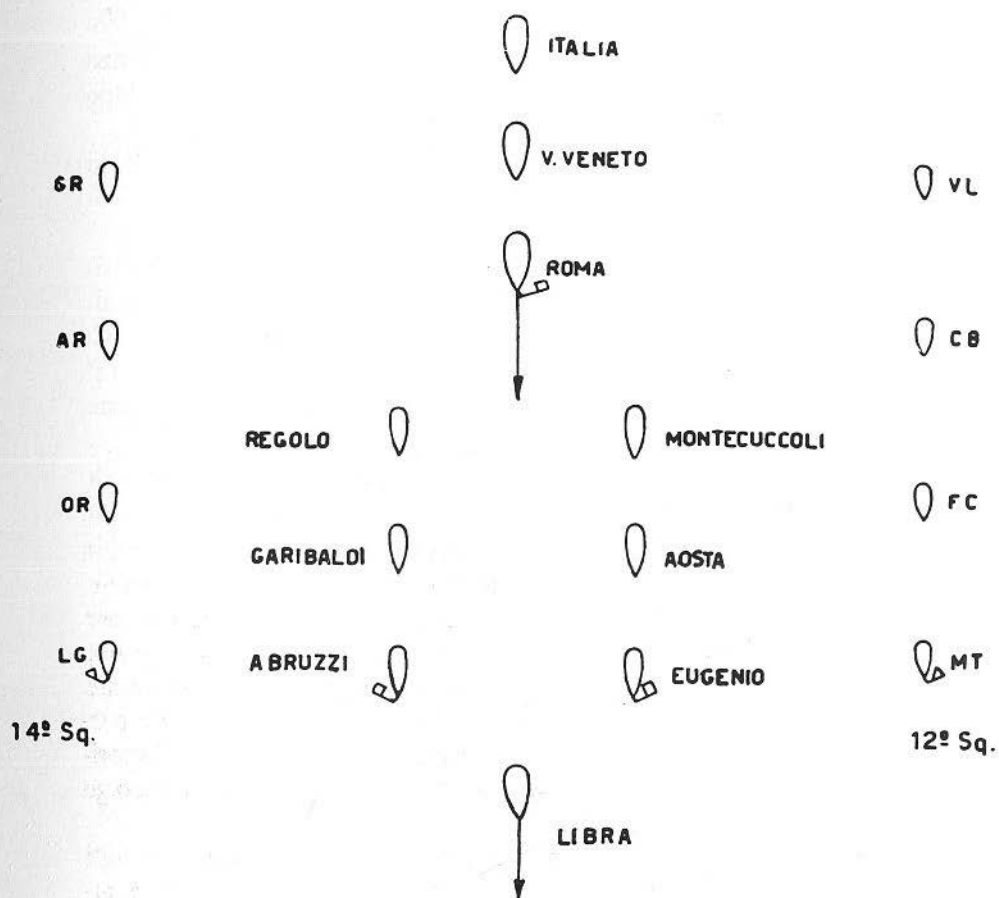 ITALIA
V. VENETO
GR
VL
ROMA
AR
CB
REGOLO
MONTECUCCOLI
OR
FC
GARIBALDI
AOSTA
LG
ABRUZZI
EUGENIO
MT
14º Sq.
12º Sq.
LIBRA